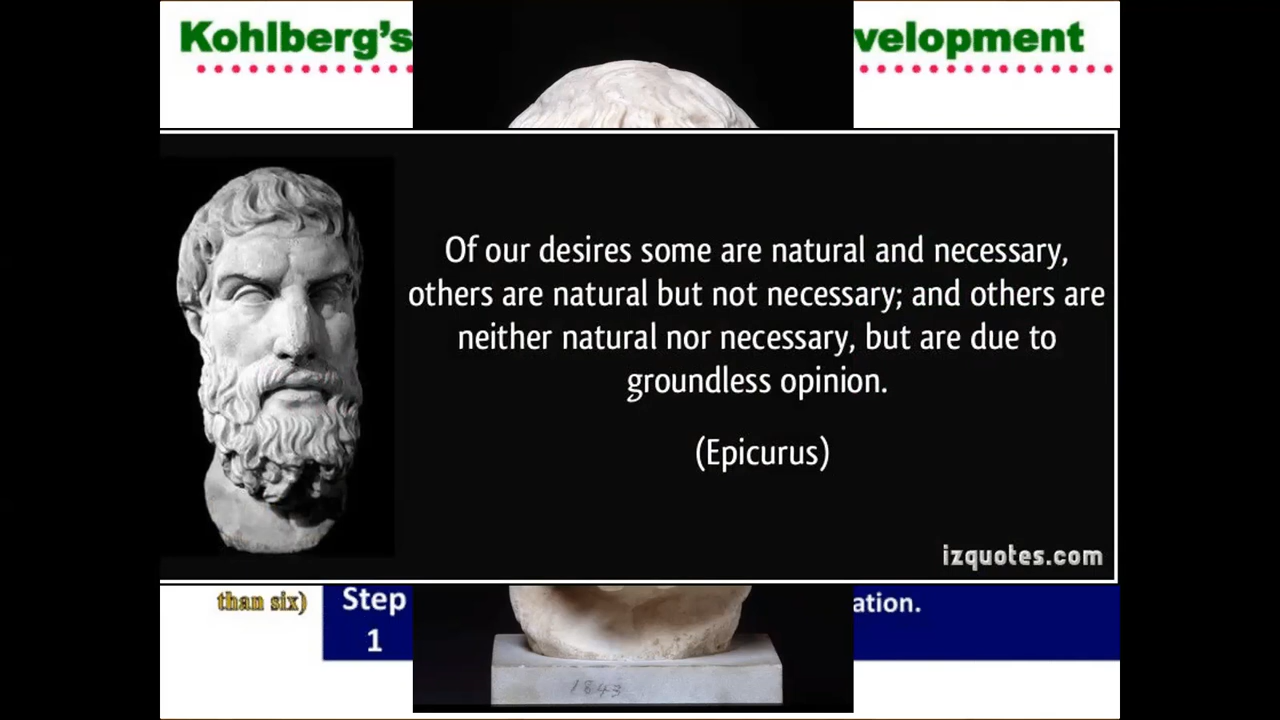 Kohlberg's velopment
Of our desires some are natural and necessary,
others are natural but not necessary; and others are
neither natural nor necessary, but are due to
groundless opinion.
(Epicurus)
izquotes.com
than six) Step ation.
1
1843